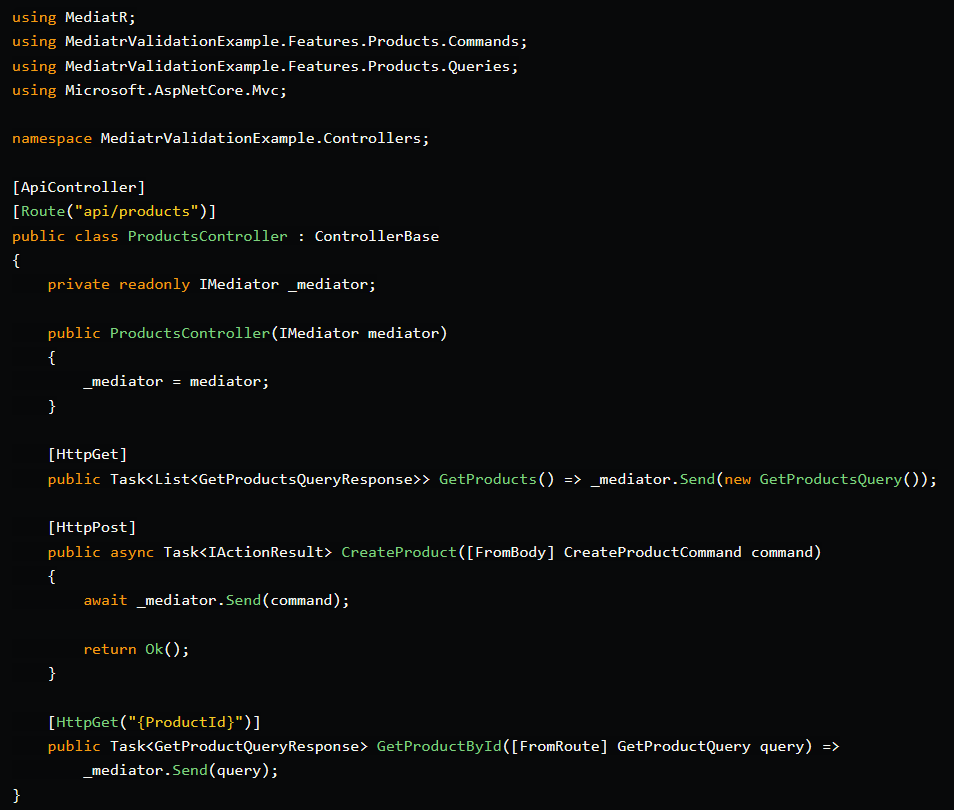 using MediatR;
using MediatrValidationExample.Features.Products.Commands;
using MediatrValidationExample.Features.Products.Queries;
using Microsoft.AspNetCore.Mvc;

namespace MediatrValidationExample.Controllers;

[ApiController]
[Route("api/products")]
public class ProductsController : ControllerBase
{
    private readonly IMediator _mediator;

    public ProductsController(IMediator mediator)
    {
        _mediator = mediator;
    }

    [HttpGet]
    public Task<List<GetProductsQueryResponse>> GetProducts() => _mediator.Send(new GetProductsQuery());

    [HttpPost]
    public async Task<IActionResult> CreateProduct([FromBody] CreateProductCommand command)
    {
        await _mediator.Send(command);

        return Ok();
    }

    [HttpGet("{ProductId}")]
    public Task<GetProductQueryResponse> GetProductById([FromRoute] GetProductQuery query) =>
        _mediator.Send(query);
}